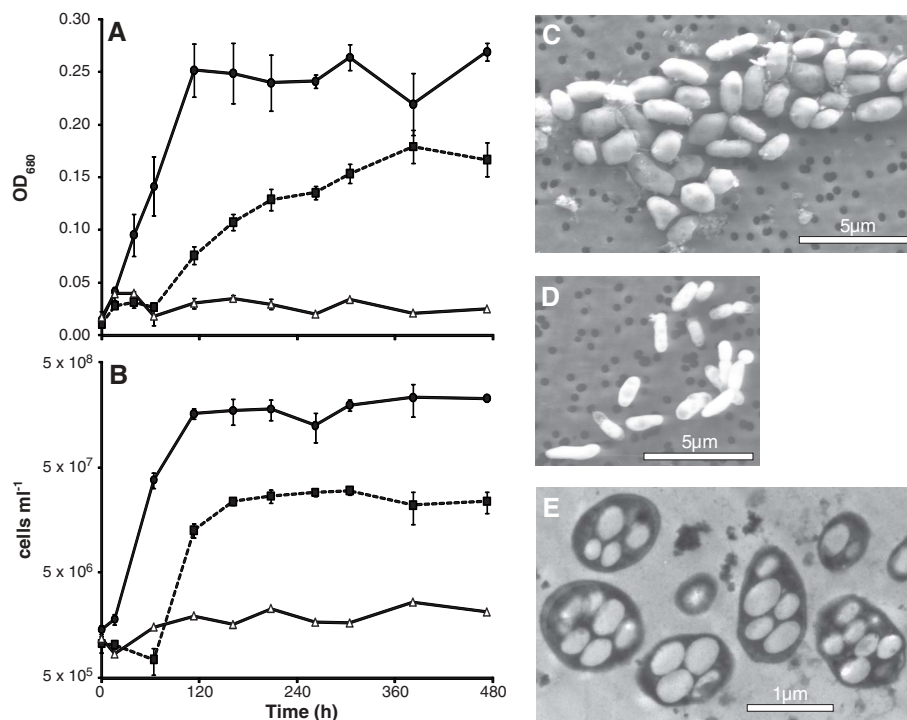 A
0.30
0.25
0.20
0.15
0.10
0.05
0.00
OD680
B
5 x 10^8
5 x 10^7
5 x 10^6
5 x 10^5
cells ml^-1
0
120
240
360
480
Time (h)
C
5µm
D
5µm
E
1µm